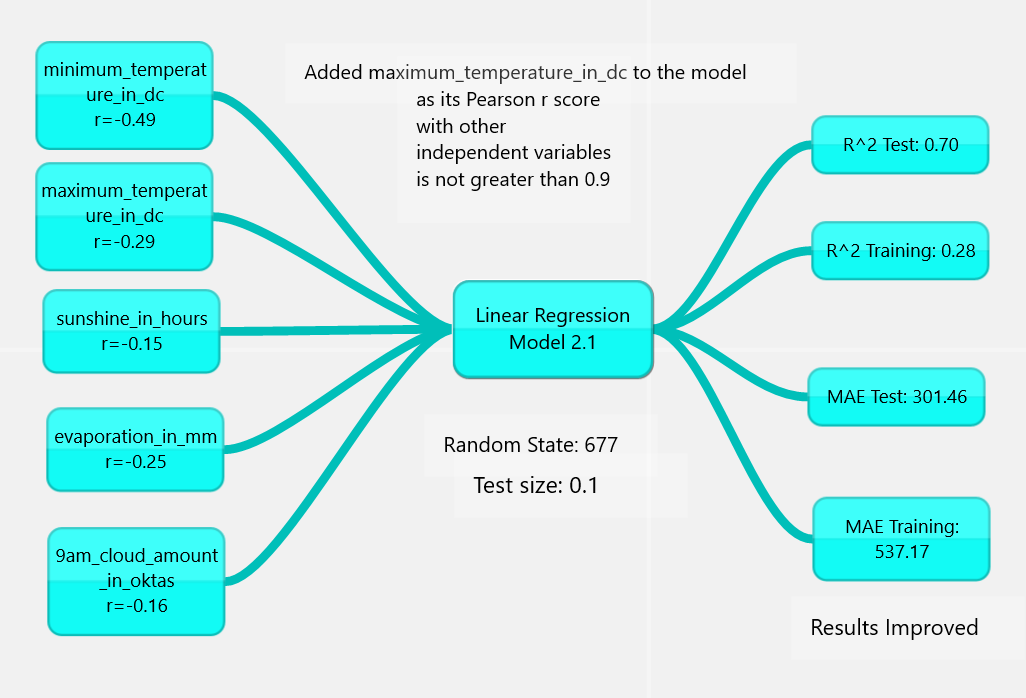 minimum_temperat
ure_in_dc
r=-0.49
maximum_temperat
ure_in_dc
r=-0.29
sunshine_in_hours
r=-0.15
evaporation_in_mm
r=-0.25
9am_cloud_amount
_in_oktas
r=-0.16
Added maximum_temperature_in_dc to the model
as its Pearson r score
with other
independent variables
is not greater than 0.9
Linear Regression
Model 2.1
Random State: 677
Test size: 0.1
R^2 Test: 0.70
R^2 Training: 0.28
MAE Test: 301.46
MAE Training:
537.17
Results Improved